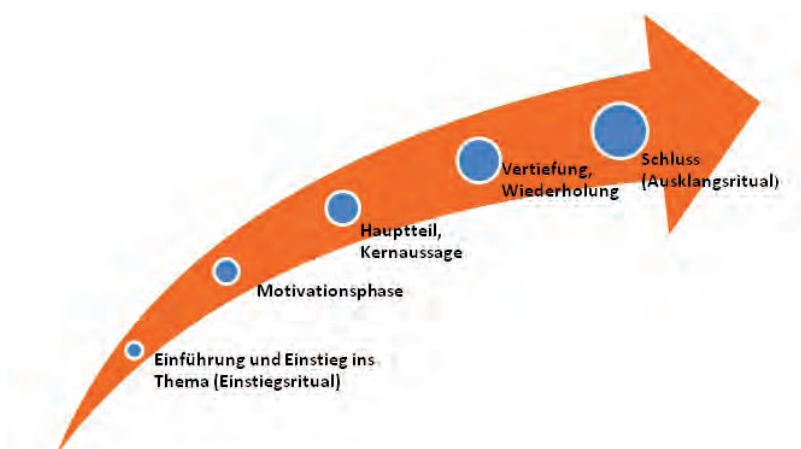 Einführung und Einstieg ins
Thema (Einstiegsritual)
Motivationsphase
Hauptteil,
Kernaussage
Vertiefung,
Wiederholung
Schluss
(Ausklangsritual)